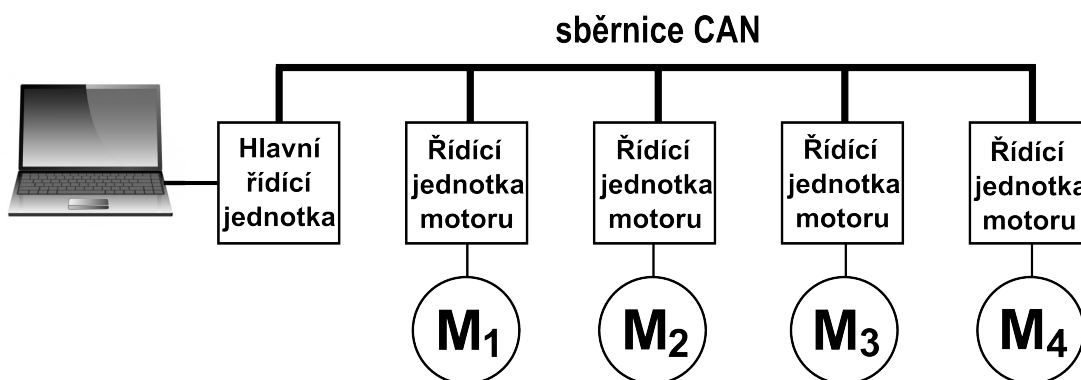 sběrnice CAN
Hlavní
řídící
jednotka
Řídící
jednotka
motoru
Řídící
jednotka
motoru
Řídící
jednotka
motoru
Řídící
jednotka
motoru
M1
M2
M3
M4